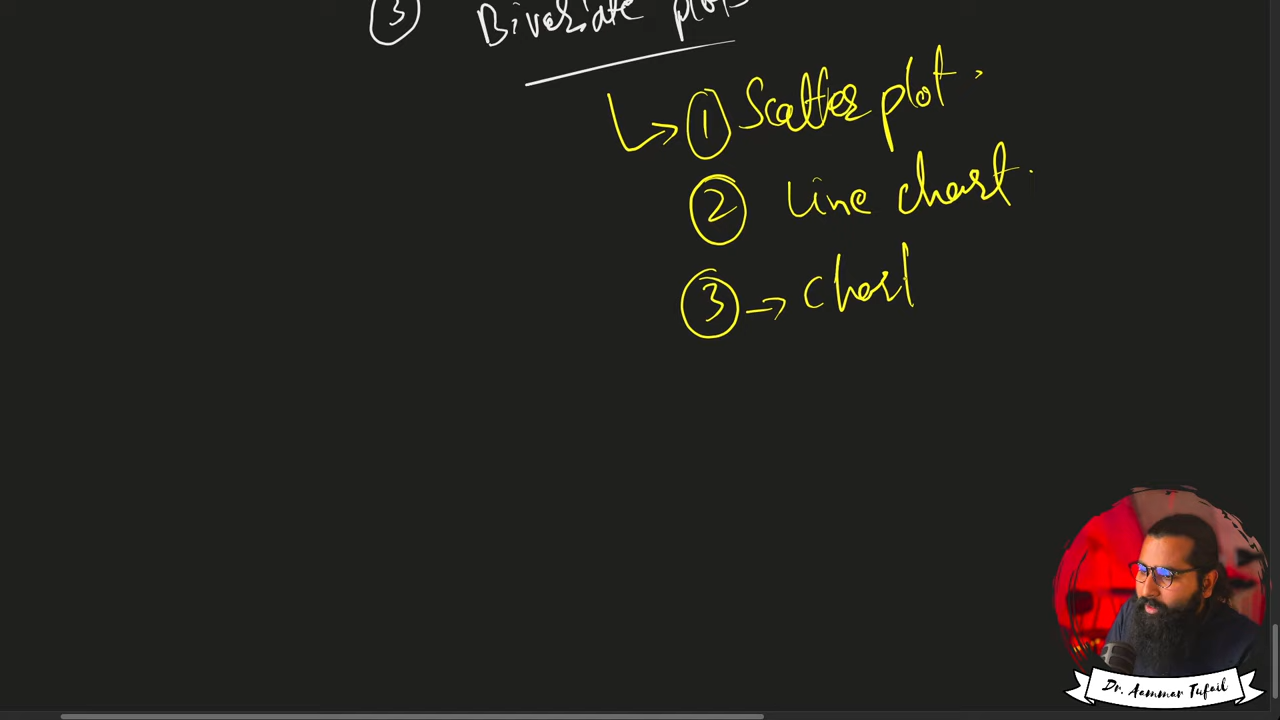 ③ Bivariate plots
↳ ① Scatter plot
② Line chart.
③ → Chart
Dr. Aammar Tufail